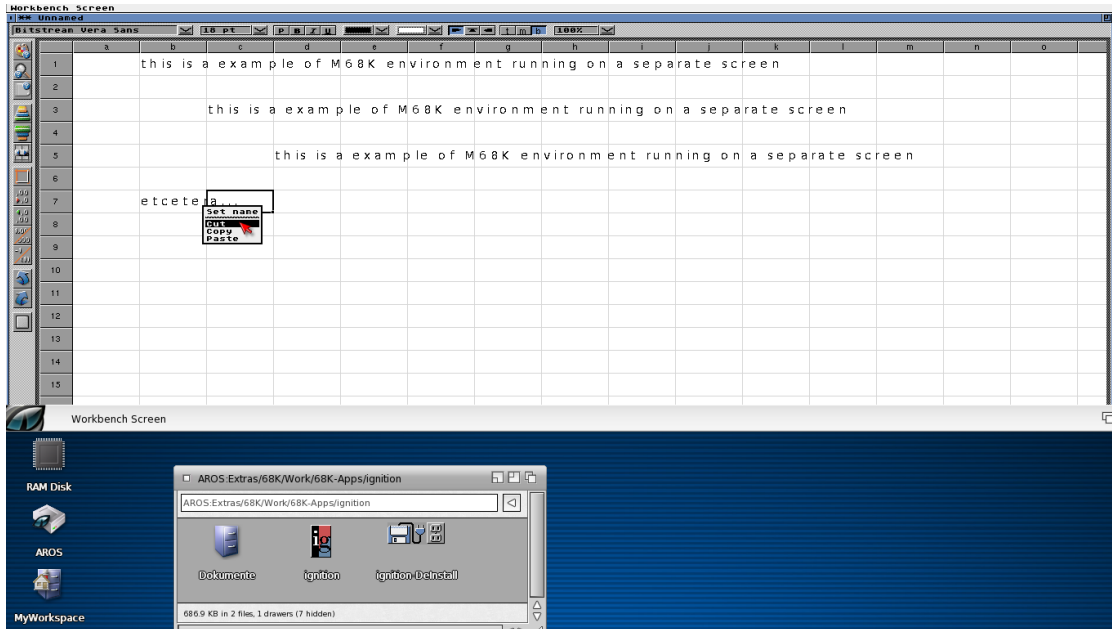 Workbench Screen
Unnamed
Bitstream Vera Sans 18 pt P B I U t m b 100%
a b c d e f g h i j k l m n o
1 this is a example of M68K environment running on a separate screen
2
3 this is a example of M68K environment running on a separate screen
4
5 this is a example of M68K environment running on a separate screen
6
7 etcetera...
Set name
Cut
Copy
Paste
8
9
10
11
12
13
14
15
Workbench Screen
RAM Disk
AROS
MyWorkspace
AROS:Extras/68K/Work/68K-Apps/ignition
AROS:Extras/68K/Work/68K-Apps/ignition
Dokumente ignition ignition-DeInstall
686.9 KB in 2 files, 1 drawers (7 hidden)